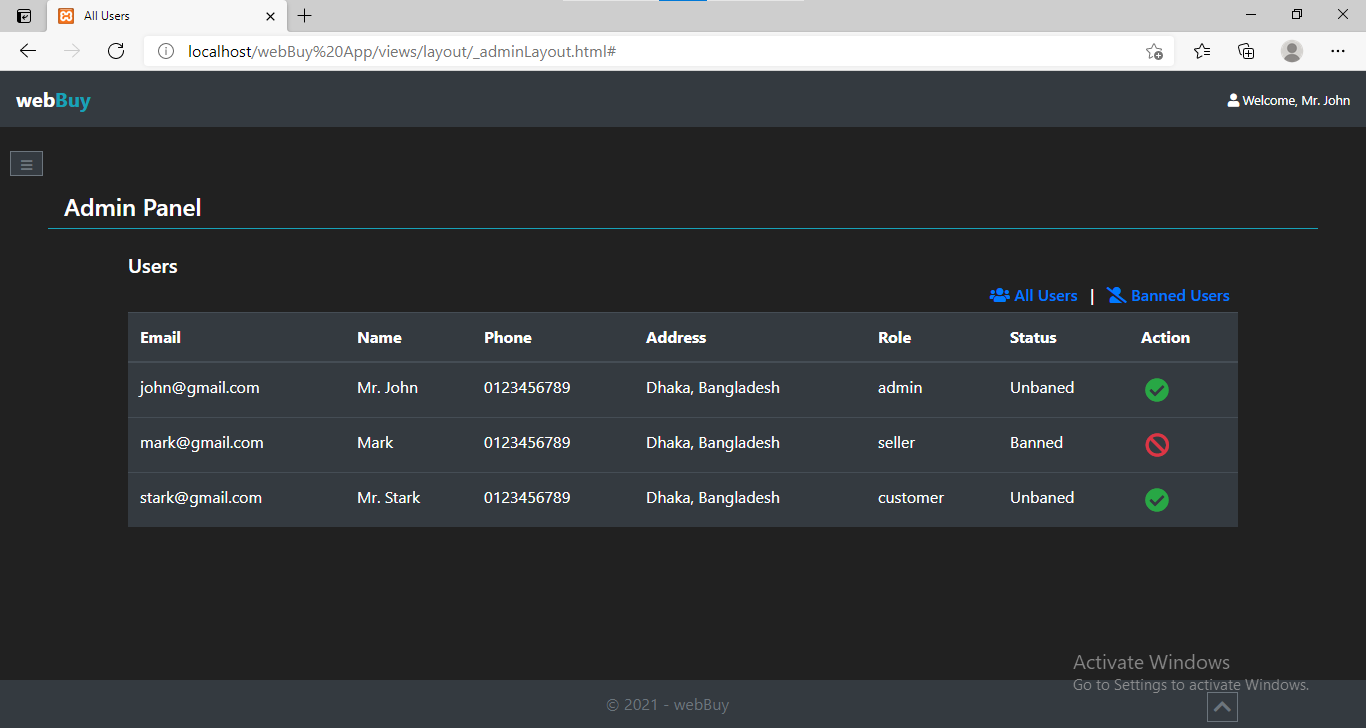 All Users
localhost/webBuy%20App/views/layout/_adminLayout.html#
webBuy
Welcome, Mr. John
Admin Panel
Users
All Users | Banned Users
Email Name Phone Address Role Status Action
john@gmail.com Mr. John 0123456789 Dhaka, Bangladesh admin Unbaned
mark@gmail.com Mark 0123456789 Dhaka, Bangladesh seller Banned
stark@gmail.com Mr. Stark 0123456789 Dhaka, Bangladesh customer Unbaned
Activate Windows
Go to Settings to activate Windows.
© 2021 - webBuy